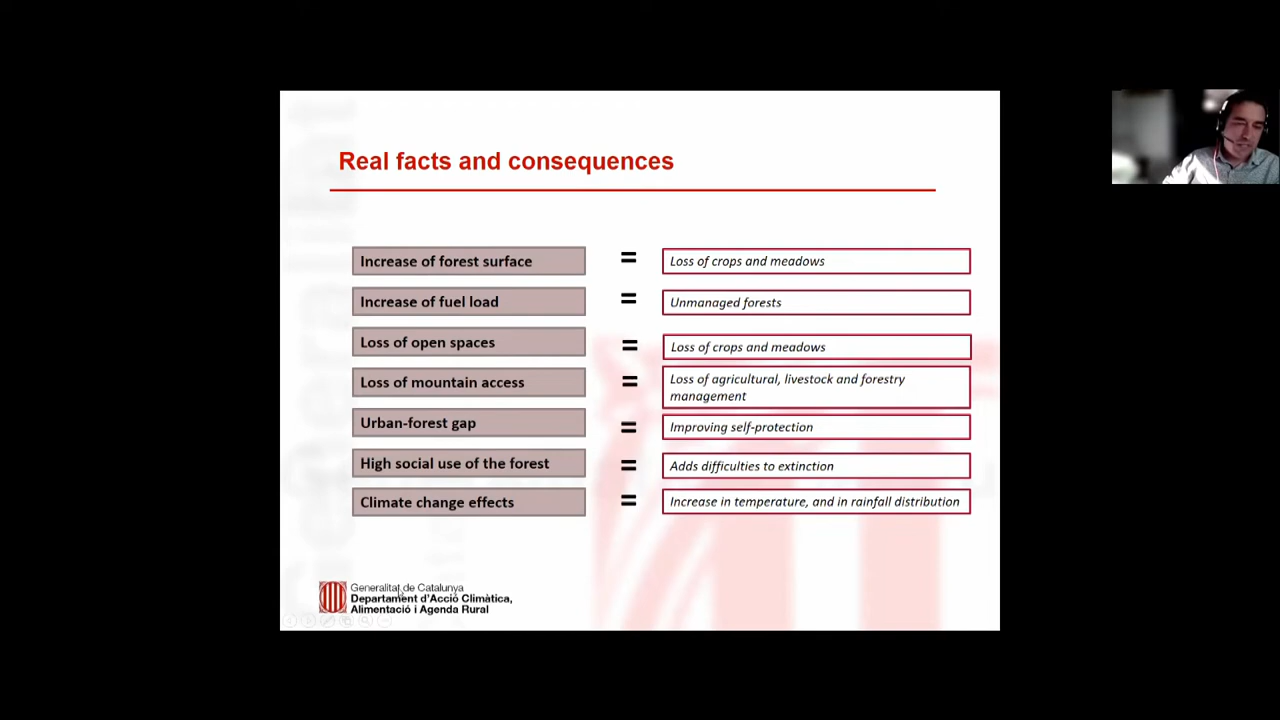 Real facts and consequences
Increase of forest surface = Loss of crops and meadows
Increase of fuel load = Unmanaged forests
Loss of open spaces = Loss of crops and meadows
Loss of mountain access = Loss of agricultural, livestock and forestry
management
Urban-forest gap = Improving self-protection
High social use of the forest = Adds difficulties to extinction
Climate change effects = Increase in temperature, and in rainfall distribution
Generalitat de Catalunya
Departament d'Acció Climàtica,
Alimentació i Agenda Rural